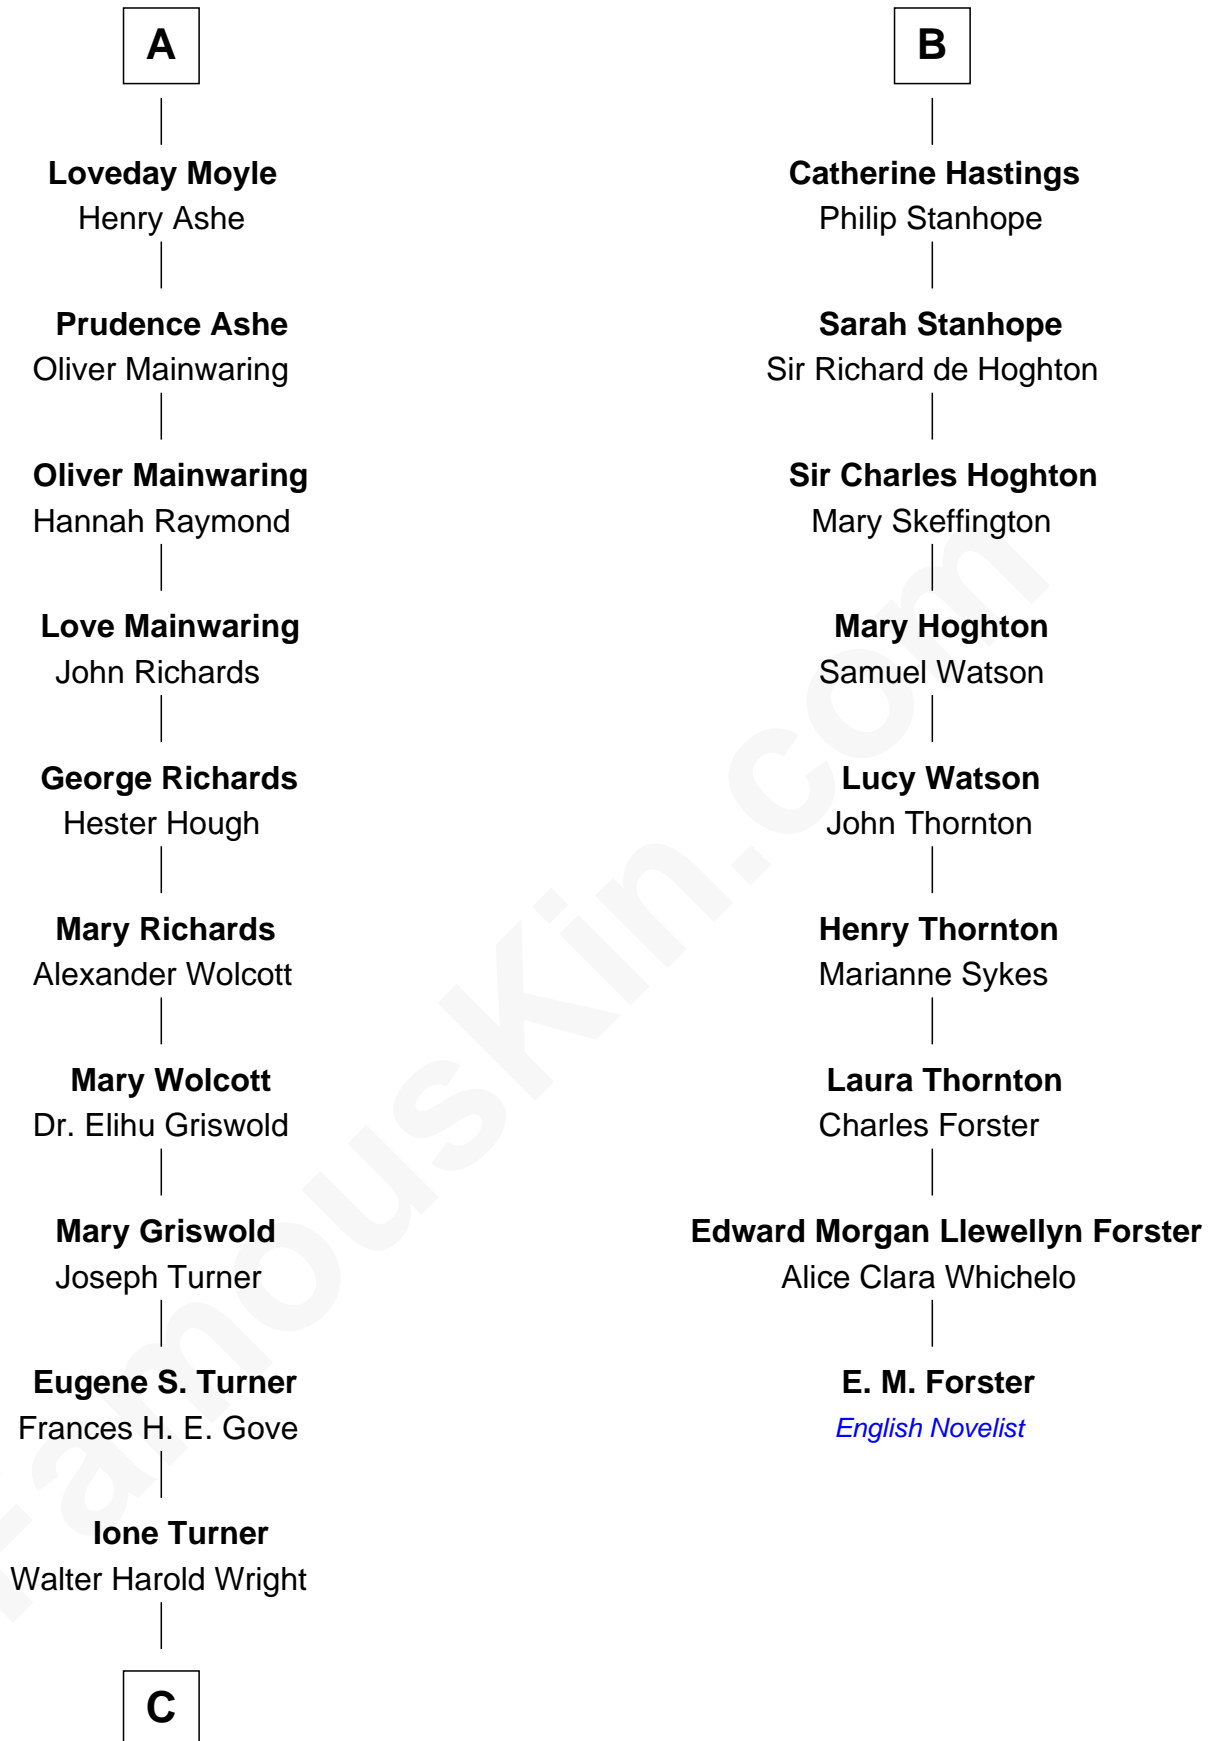 A
Loveday Moyle
Henry Ashe
Prudence Ashe
Oliver Mainwaring
Oliver Mainwaring
Hannah Raymond
Love Mainwaring
John Richards
George Richards
Hester Hough
Mary Richards
Alexander Wolcott
Mary Wolcott
Dr. Elihu Griswold
Mary Griswold
Joseph Turner
Eugene S. Turner
Frances H. E. Gove
Ione Turner
Walter Harold Wright
C
B
Catherine Hastings
Philip Stanhope
Sarah Stanhope
Sir Richard de Hoghton
Sir Charles Hoghton
Mary Skeffington
Mary Hoghton
Samuel Watson
Lucy Watson
John Thornton
Henry Thornton
Marianne Sykes
Laura Thornton
Charles Forster
Edward Morgan Llewellyn Forster
Alice Clara Whichelo
E. M. Forster
English Novelist
FamousKin.com